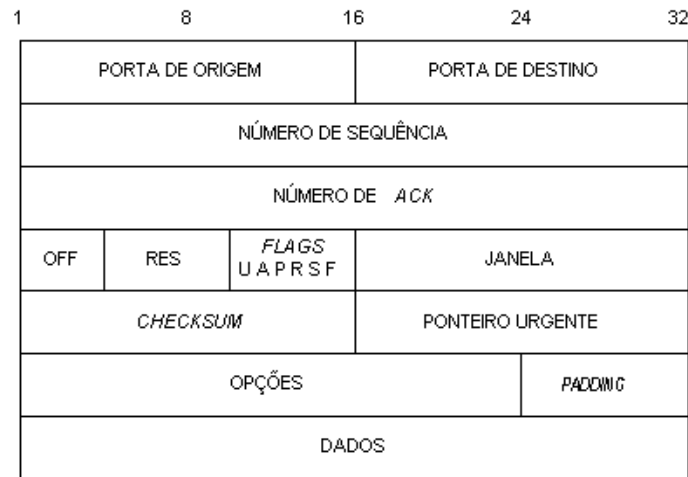 1 8 16 24 32
PORTA DE ORIGEM PORTA DE DESTINO
NÚMERO DE SEQUÊNCIA
NÚMERO DE ACK
OFF RES FLAGS JANELA
U A P R S F
CHECKSUM PONTEIRO URGENTE
OPÇÕES PADDING
DADOS